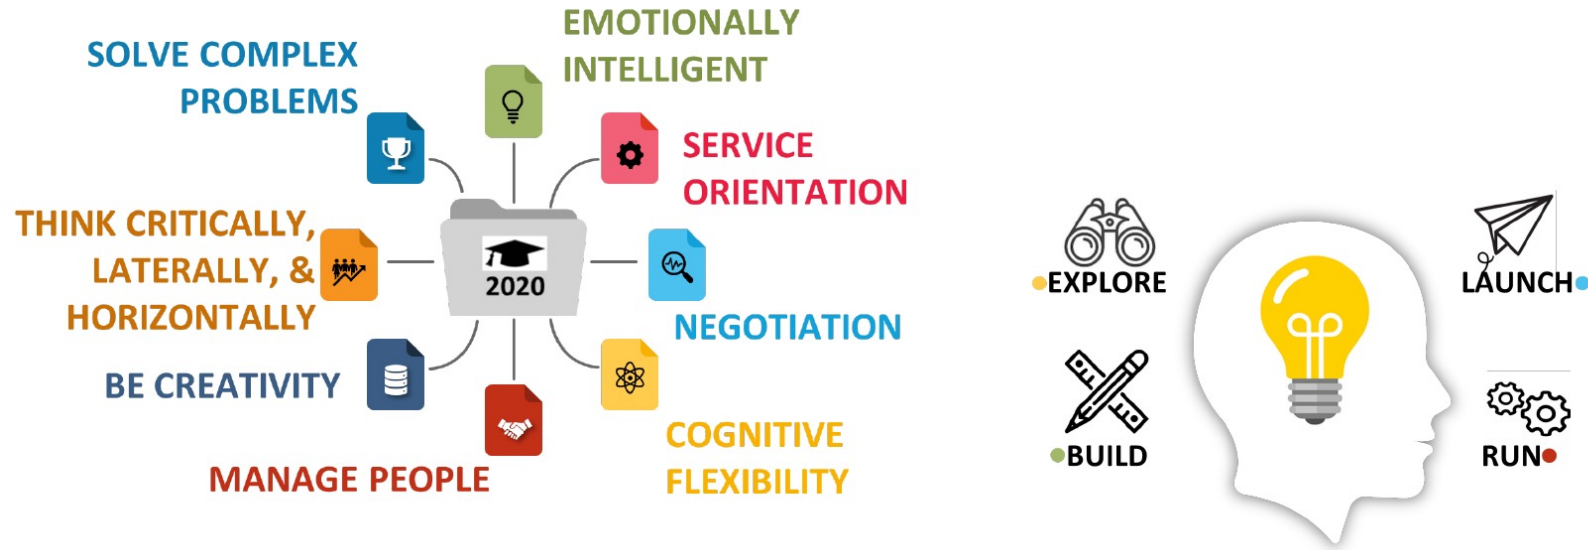 SOLVE COMPLEX
PROBLEMS
EMOTIONALLY
INTELLIGENT
SERVICE
ORIENTATION
THINK CRITICALLY,
LATERALLY, &
HORIZONTALLY
2020
NEGOTIATION
BE CREATIVITY
MANAGE PEOPLE
COGNITIVE
FLEXIBILITY
EXPLORE
LAUNCH
BUILD
RUN